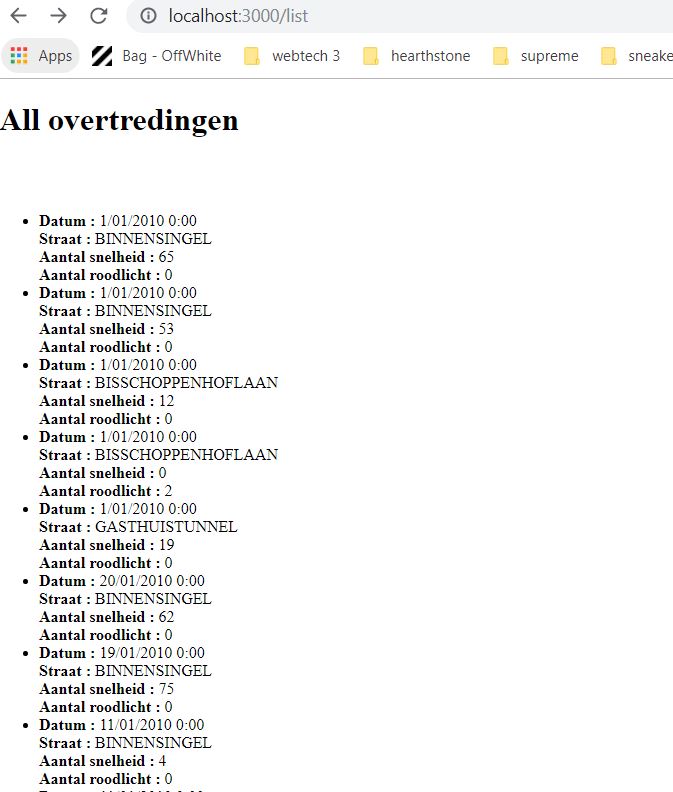 localhost:3000/list
Apps Bag - OffWhite webtech 3 hearthstone supreme sneake
All overtredingen
Datum : 1/01/2010 0:00
Straat : BINNENSINGEL
Aantal snelheid : 65
Aantal roodlicht : 0
Datum : 1/01/2010 0:00
Straat : BINNENSINGEL
Aantal snelheid : 53
Aantal roodlicht : 0
Datum : 1/01/2010 0:00
Straat : BISSCHOPPENHOFLAAN
Aantal snelheid : 12
Aantal roodlicht : 0
Datum : 1/01/2010 0:00
Straat : BISSCHOPPENHOFLAAN
Aantal snelheid : 0
Aantal roodlicht : 2
Datum : 1/01/2010 0:00
Straat : GASTHUISTUNNEL
Aantal snelheid : 19
Aantal roodlicht : 0
Datum : 20/01/2010 0:00
Straat : BINNENSINGEL
Aantal snelheid : 62
Aantal roodlicht : 0
Datum : 19/01/2010 0:00
Straat : BINNENSINGEL
Aantal snelheid : 75
Aantal roodlicht : 0
Datum : 11/01/2010 0:00
Straat : BINNENSINGEL
Aantal snelheid : 4
Aantal roodlicht : 0